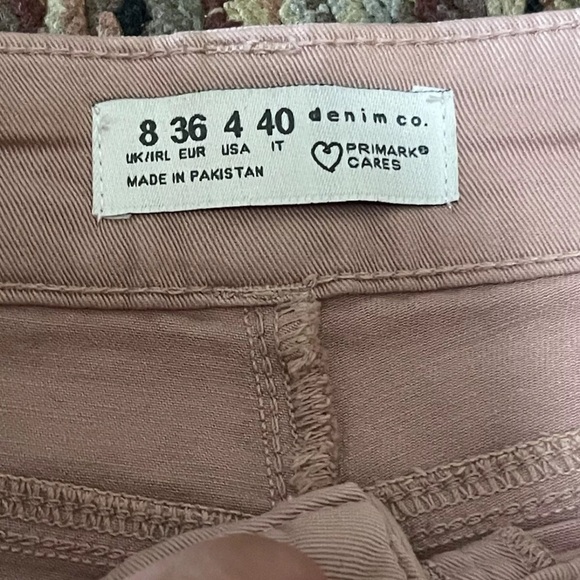 8 36 4 40 denim co.
UK/IRL EUR USA IT
PRIMARK®
CARES
MADE IN PAKISTAN